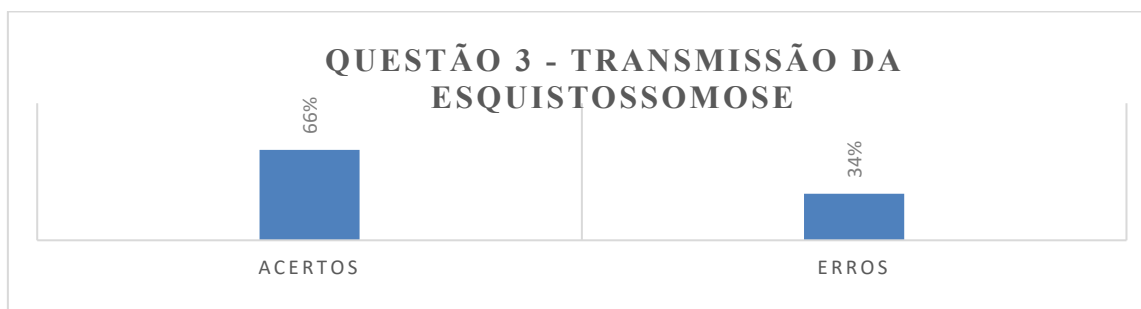 QUESTÃO 3 - TRANSMISSÃO DA
ESQUISTOSSOMOSE
66%
34%
ACERTOS
ERROS